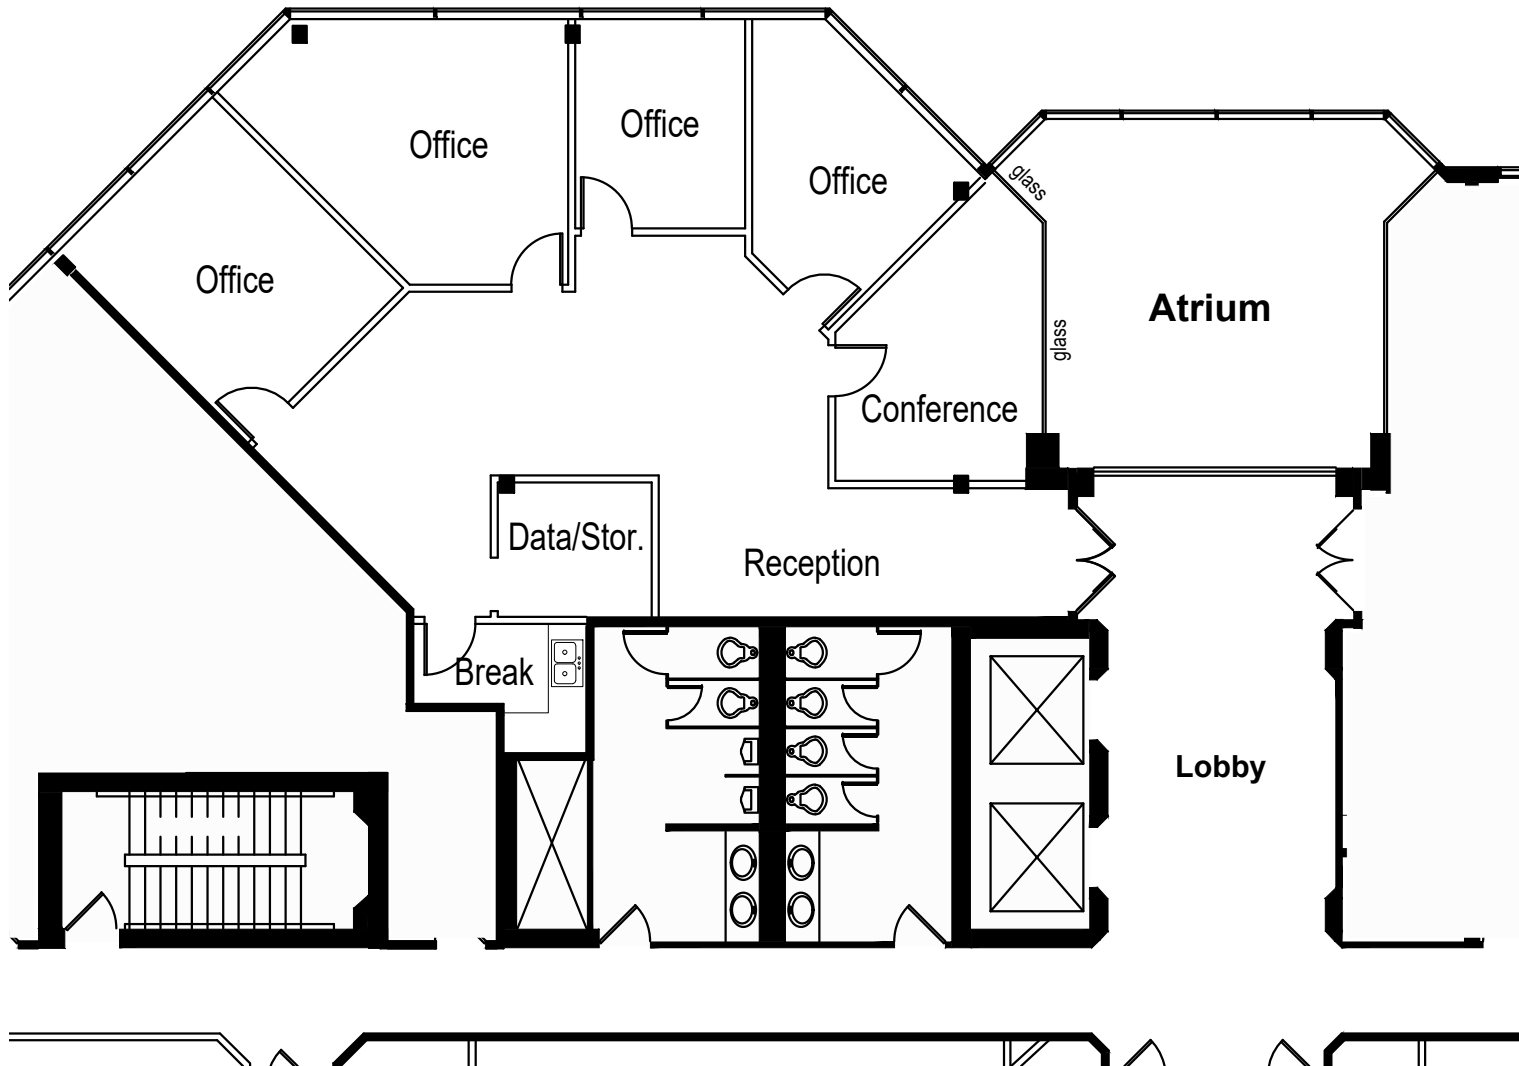 Office
Office
Office
Office
glass
Atrium
glass
Conference
Data/Stor.
Reception
Break
Lobby